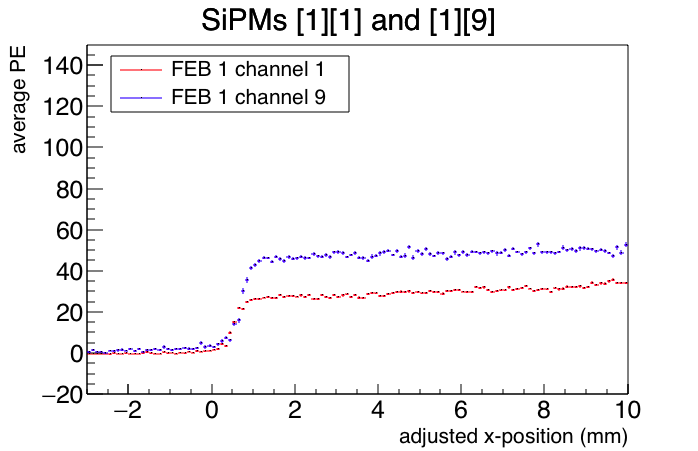 SiPMs [1][1] and [1][9]
average PE
FEB 1 channel 1
FEB 1 channel 9
140
120
100
80
60
40
20
0
−20
−2 0 2 4 6 8 10
adjusted x-position (mm)